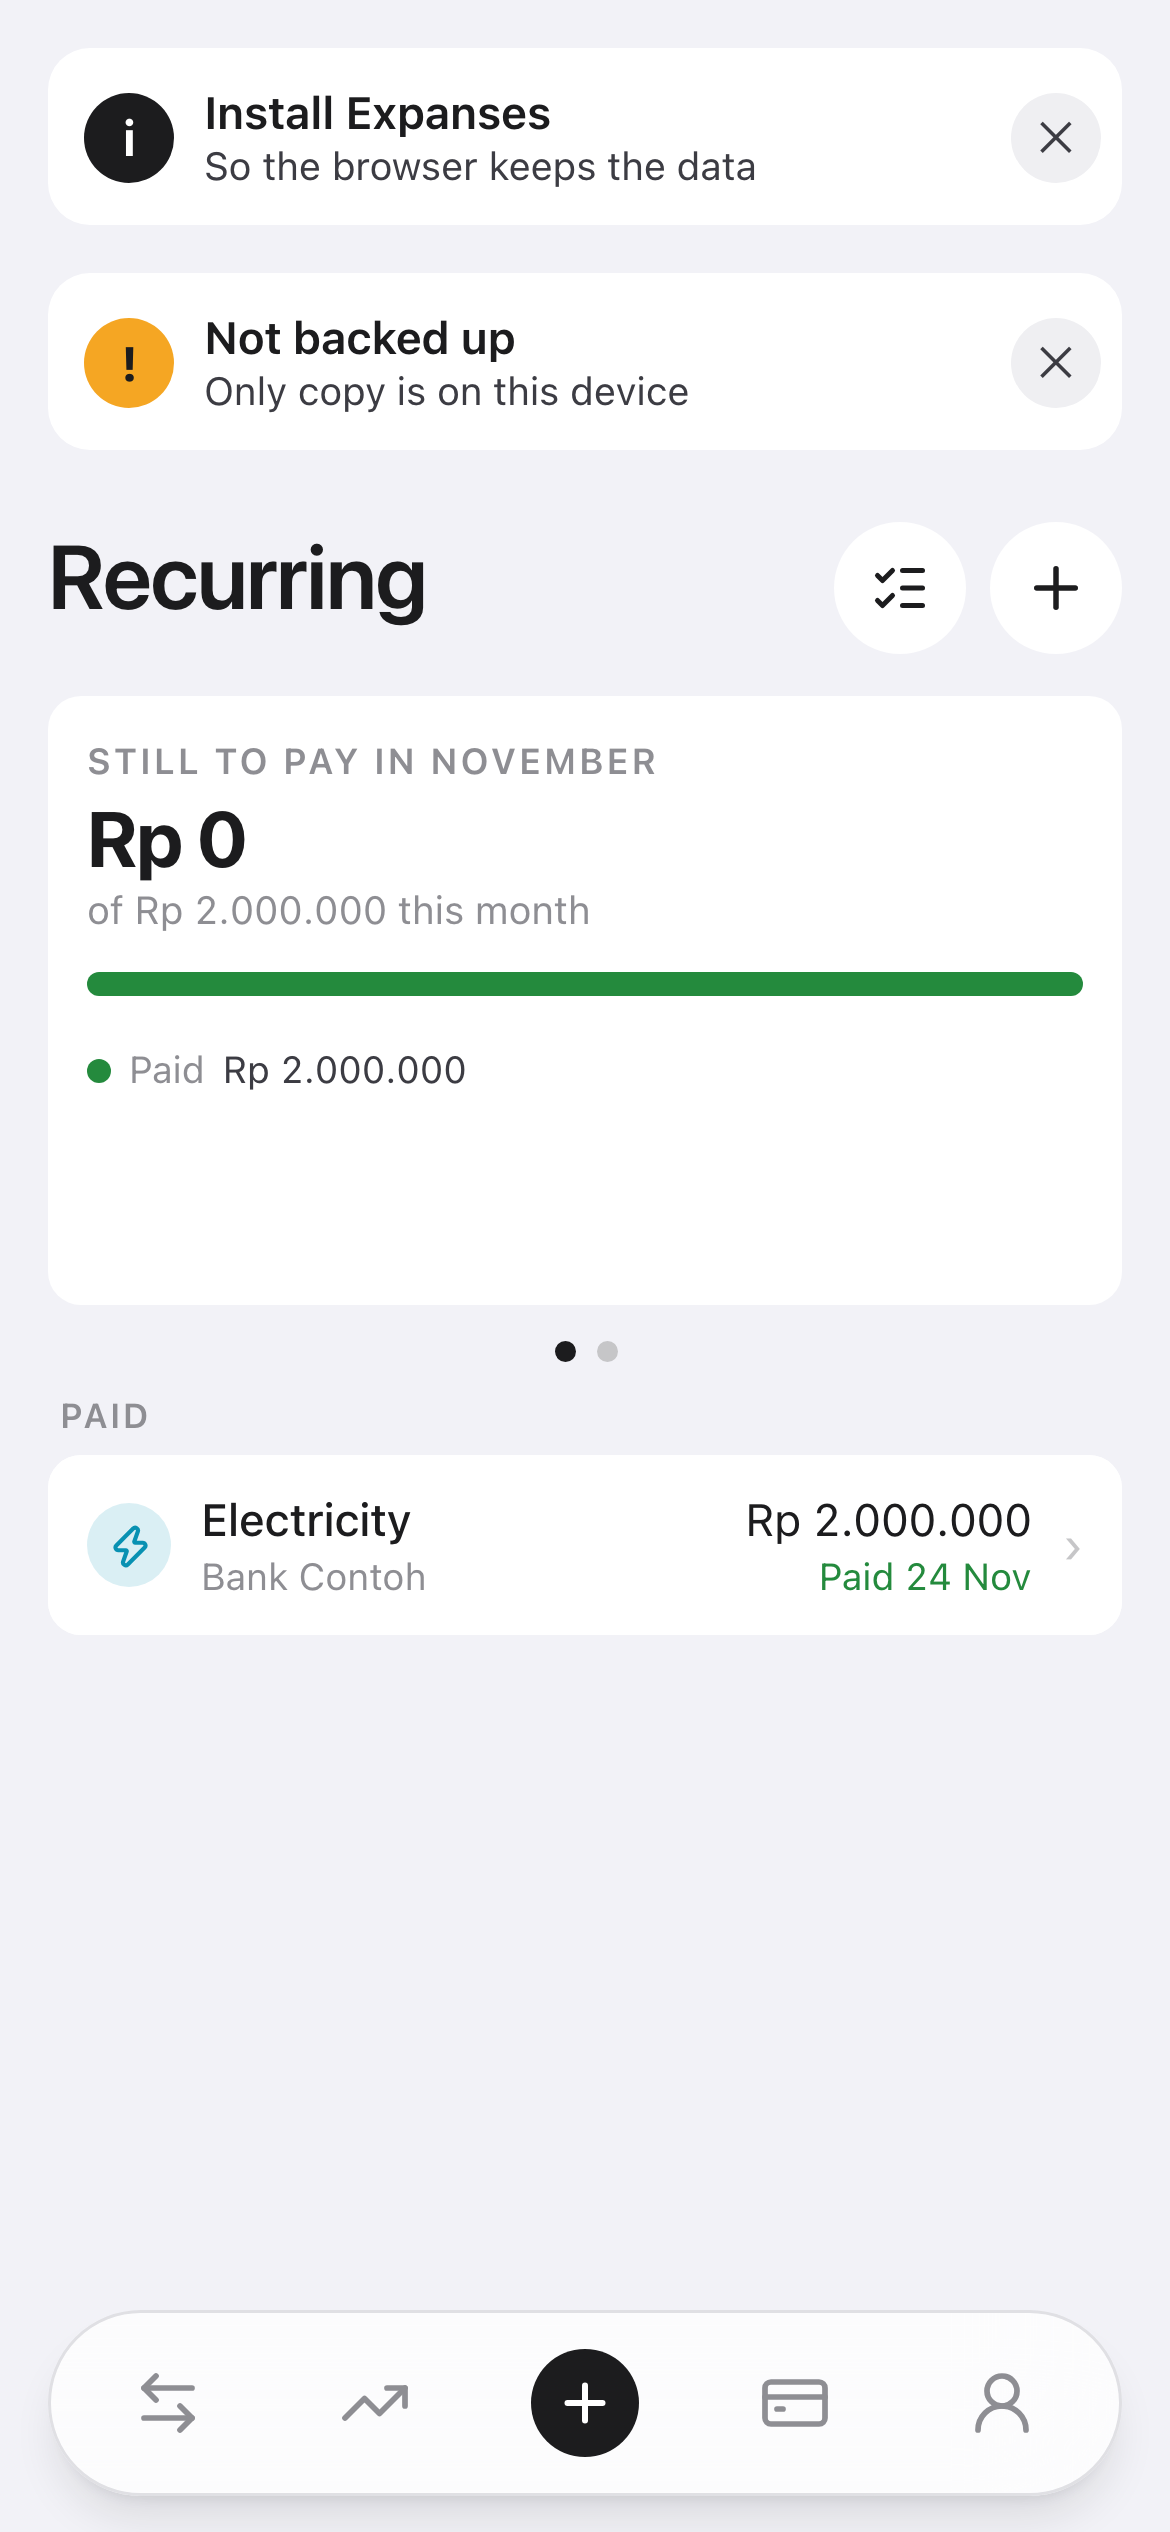 Install Expanses
So the browser keeps the data
Not backed up
Only copy is on this device
Recurring
STILL TO PAY IN NOVEMBER
Rp 0
of Rp 2.000.000 this month
Paid Rp 2.000.000
PAID
Electricity
Rp 2.000.000
Bank Contoh
Paid 24 Nov